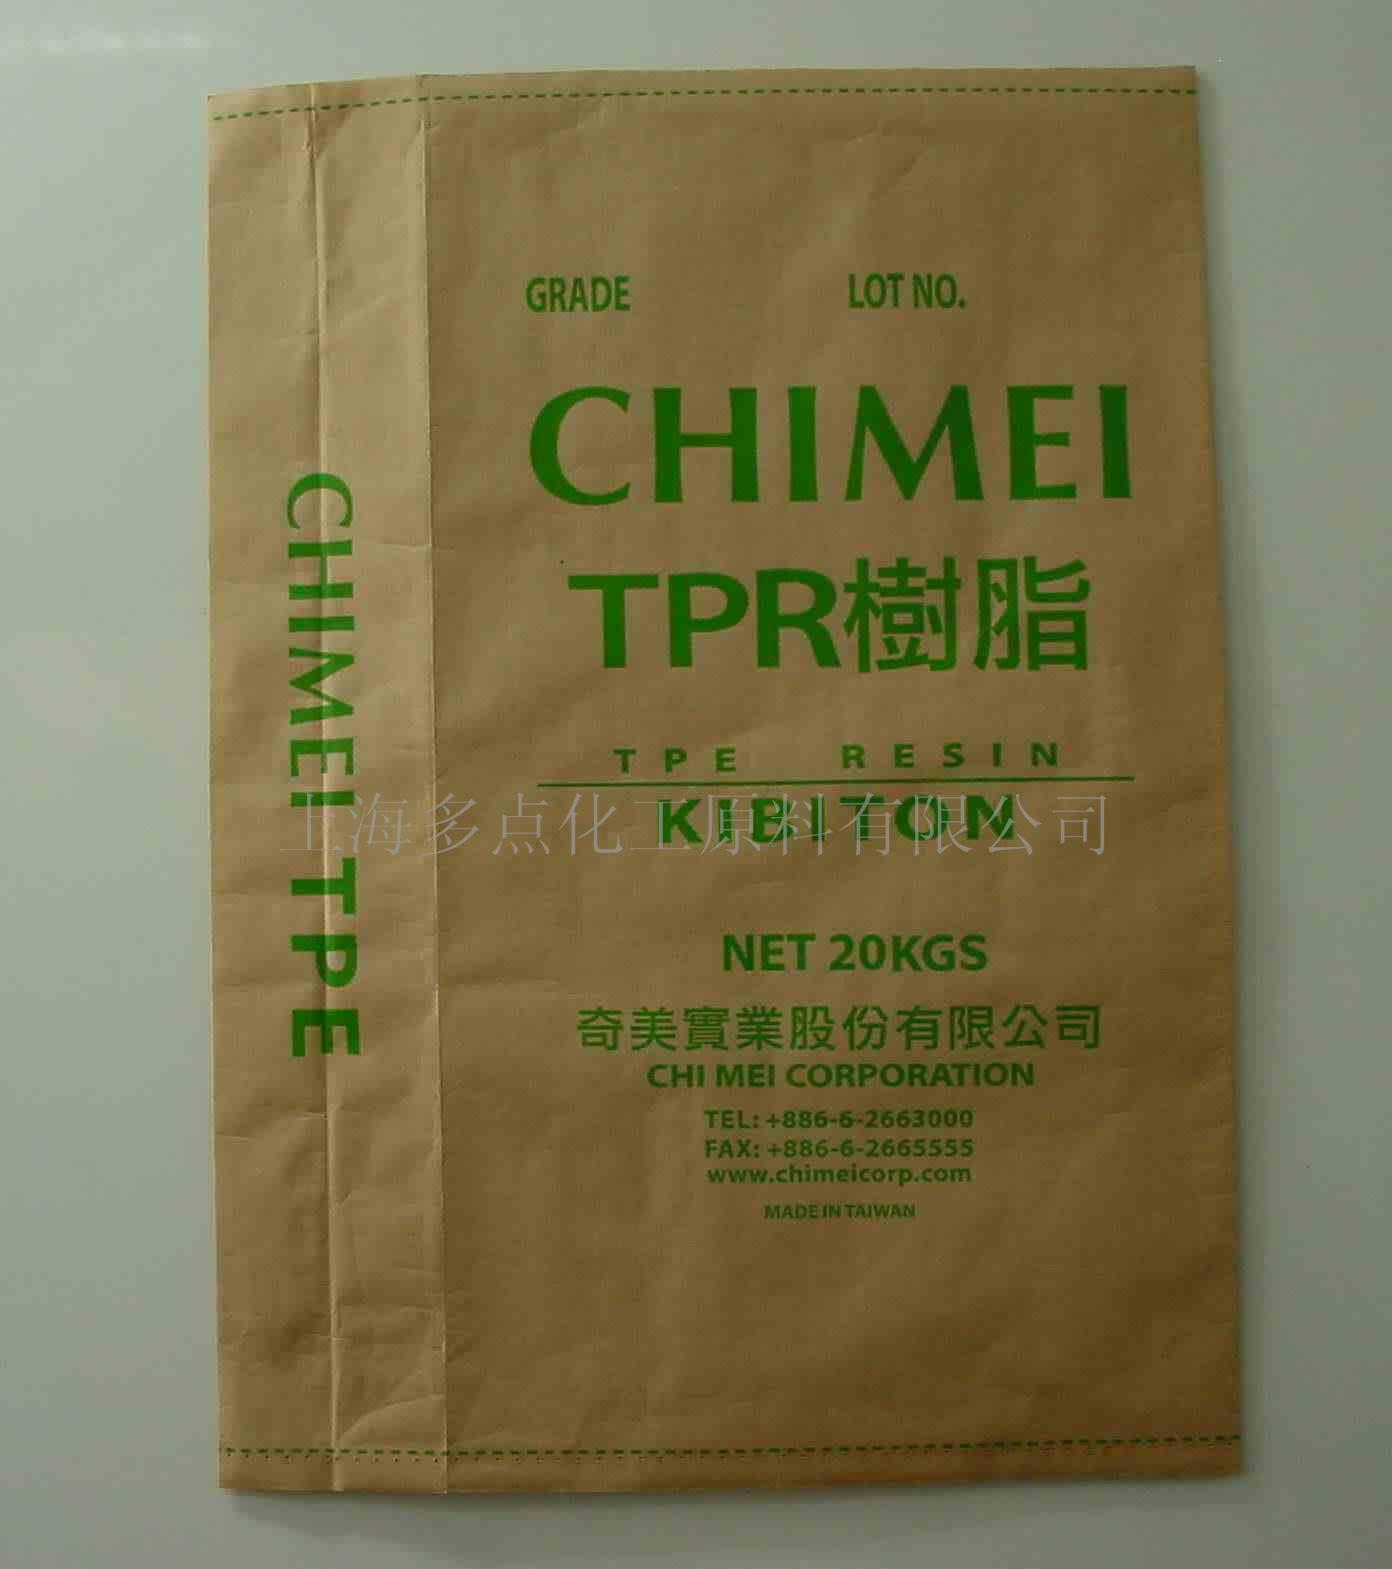 GRADE LOT NO.
CHIMEI
TPR樹脂
TPE RESIN
KIBITON
上海多点化工原料有限公司
NET 20KGS
奇美實業股份有限公司
CHI MEI CORPORATION
TEL: +886-6-2663000
FAX: +886-6-2665555
www.chimeicorp.com
MADE IN TAIWAN
CHIMEI TPE